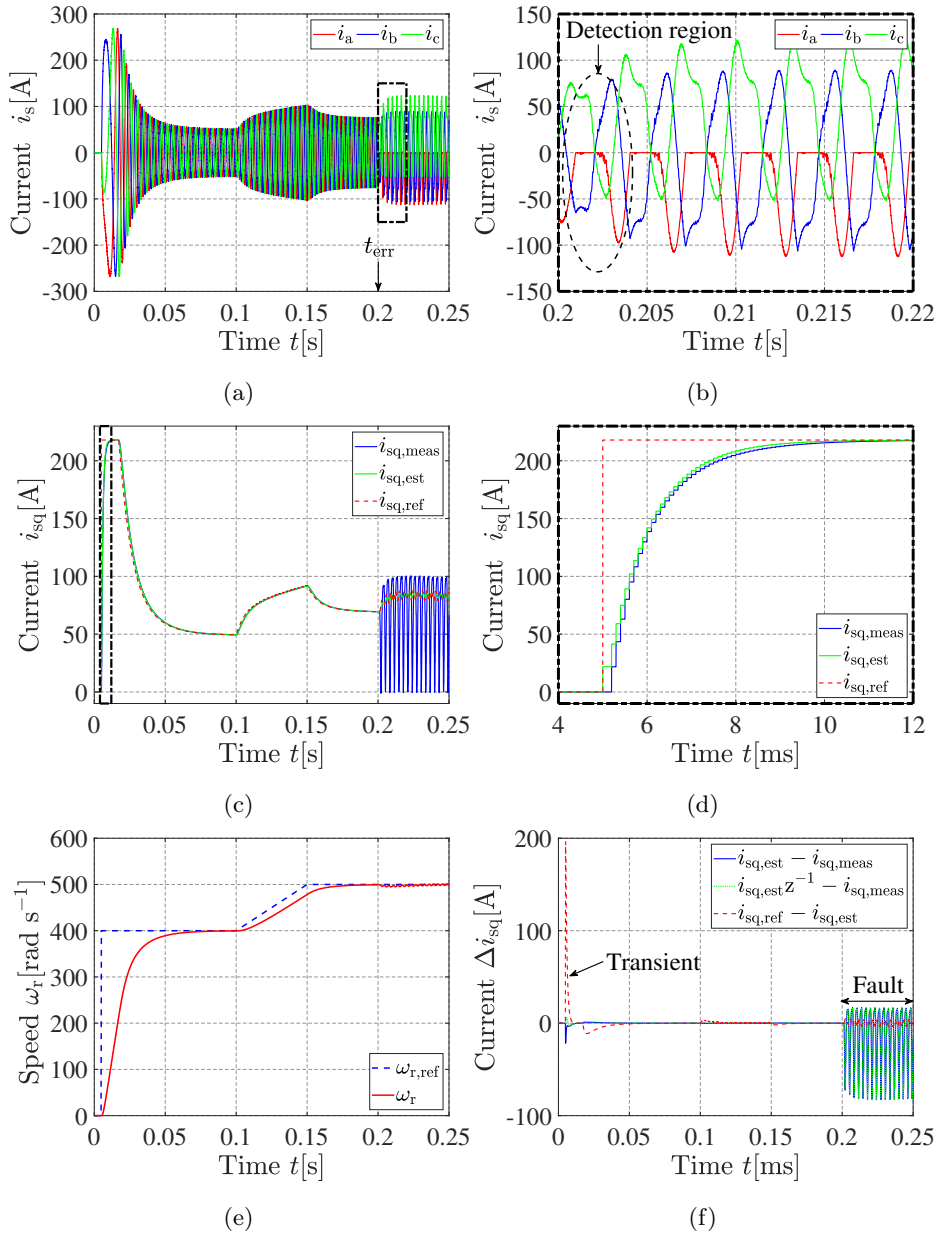 i_a i_b i_c
300
200
100
0
-100
-200
-300
Current i_s[A]
t_err
0 0.05 0.1 0.15 0.2 0.25
Time t[s]
(a)
Detection region
i_a i_b i_c
150
100
50
0
-50
-100
-150
Current i_s[A]
0.2 0.205 0.21 0.215 0.22
Time t[s]
(b)
i_sq,meas
i_sq,est
i_sq,ref
200
150
100
50
0
Current i_sq[A]
0 0.05 0.1 0.15 0.2 0.25
Time t[s]
(c)
200
150
100
50
0
Current i_sq[A]
i_sq,meas
i_sq,est
i_sq,ref
4 6 8 10 12
Time t[ms]
(d)
600
500
400
300
200
100
0
Speed ω_r[rad s⁻¹]
ω_r,ref
ω_r
0 0.05 0.1 0.15 0.2 0.25
Time t[s]
(e)
200
100
0
-100
Current Δi_sq[A]
i_sq,est − i_sq,meas
i_sq,est z⁻¹ − i_sq,meas
i_sq,ref − i_sq,est
Transient
Fault
0 0.05 0.1 0.15 0.2 0.25
Time t[ms]
(f)